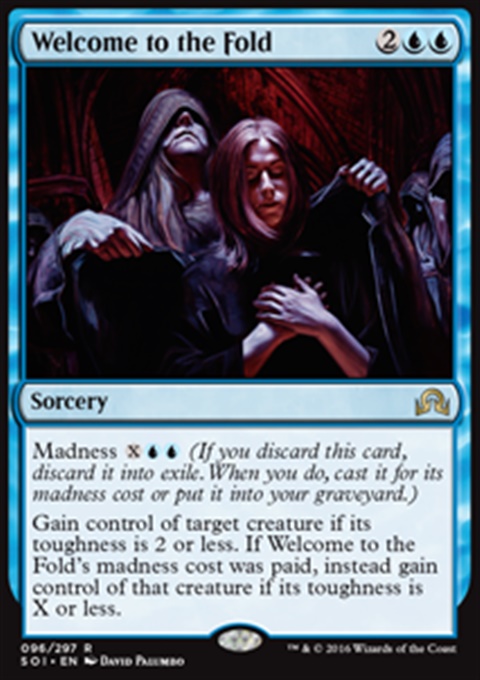 Welcome to the Fold 2
Sorcery
Madness X (If you discard this card,
discard it into exile. When you do, cast it for its
madness cost or put it into your graveyard.)
Gain control of target creature if its
toughness is 2 or less. If Welcome to the
Fold's madness cost was paid, instead gain
control of that creature if its toughness is
X or less.
096/297 R
SOI • EN David Palumbo
™ & © 2016 Wizards of the Coast